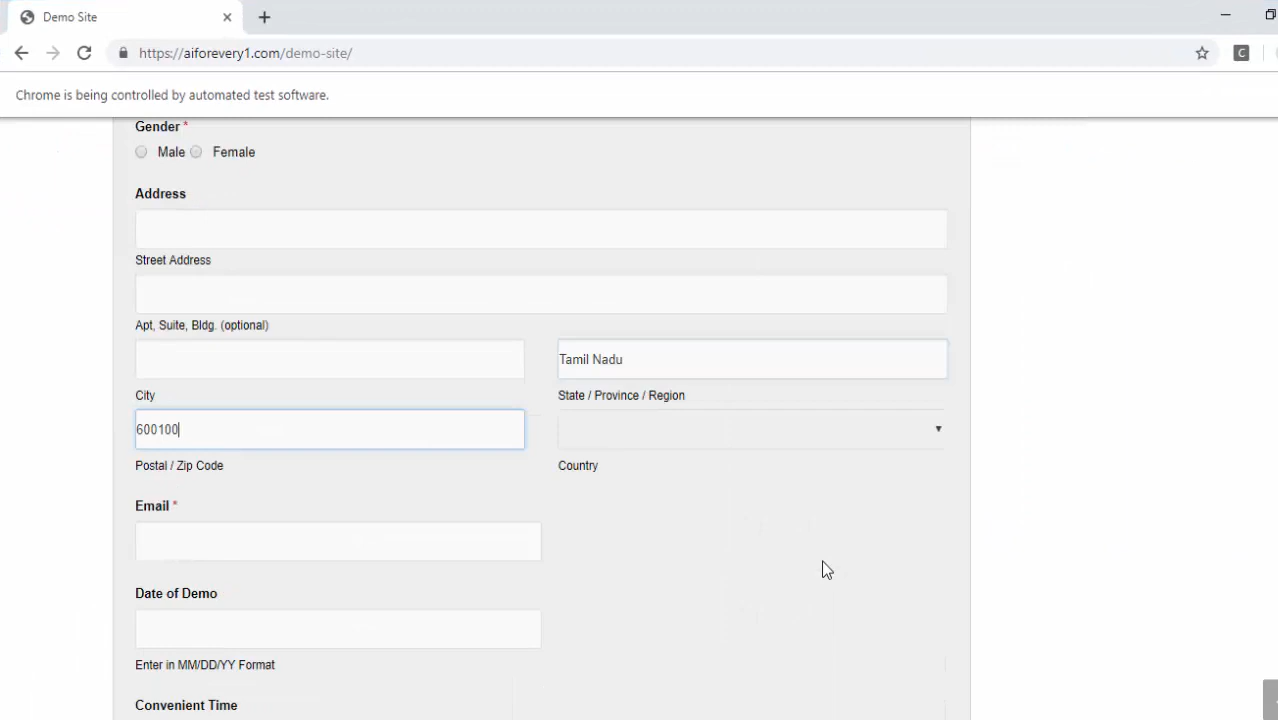 Demo Site
https://aiforevery1.com/demo-site/
C
Chrome is being controlled by automated test software.
Gender *
Male Female
Address
Street Address
Apt, Suite, Bldg. (optional)
Tamil Nadu
City State / Province / Region
600100
Postal / Zip Code Country
Email *
Date of Demo
Enter in MM/DD/YY Format
Convenient Time